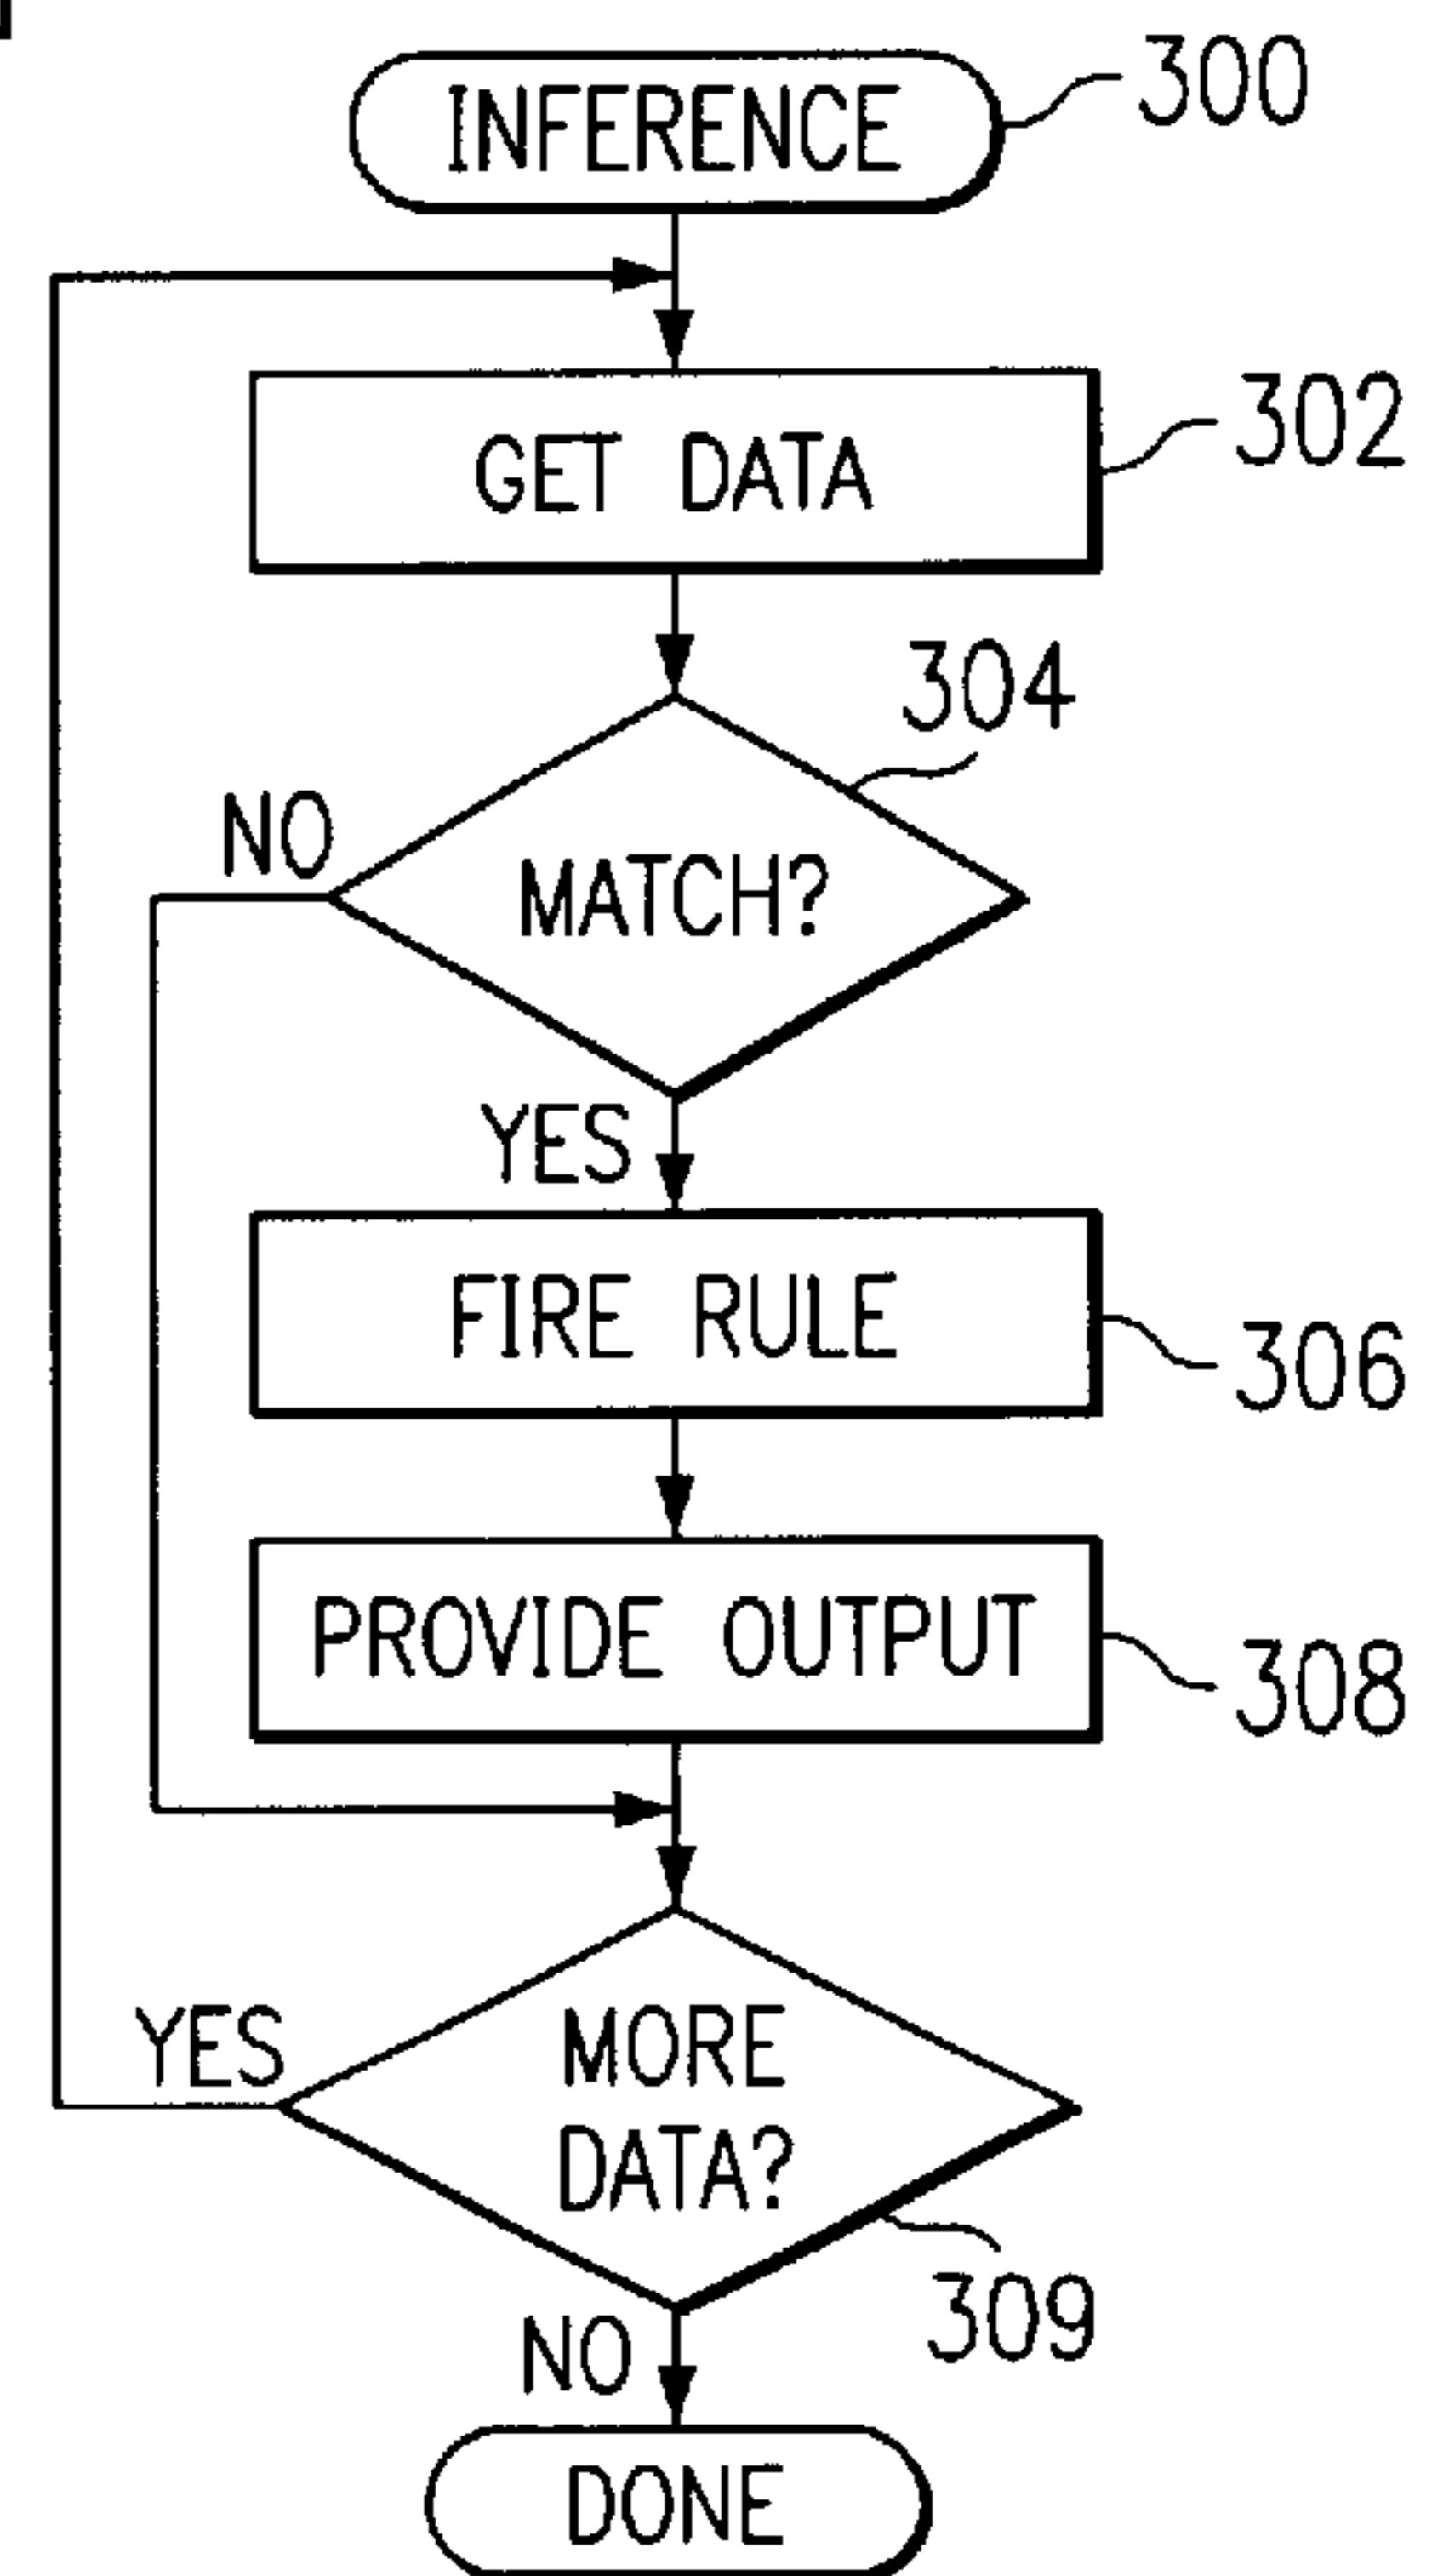 INFERENCE
300
GET DATA
302
304
NO
MATCH?
YES
FIRE RULE
306
PROVIDE OUTPUT
308
YES
MORE
DATA?
309
NO
DONE